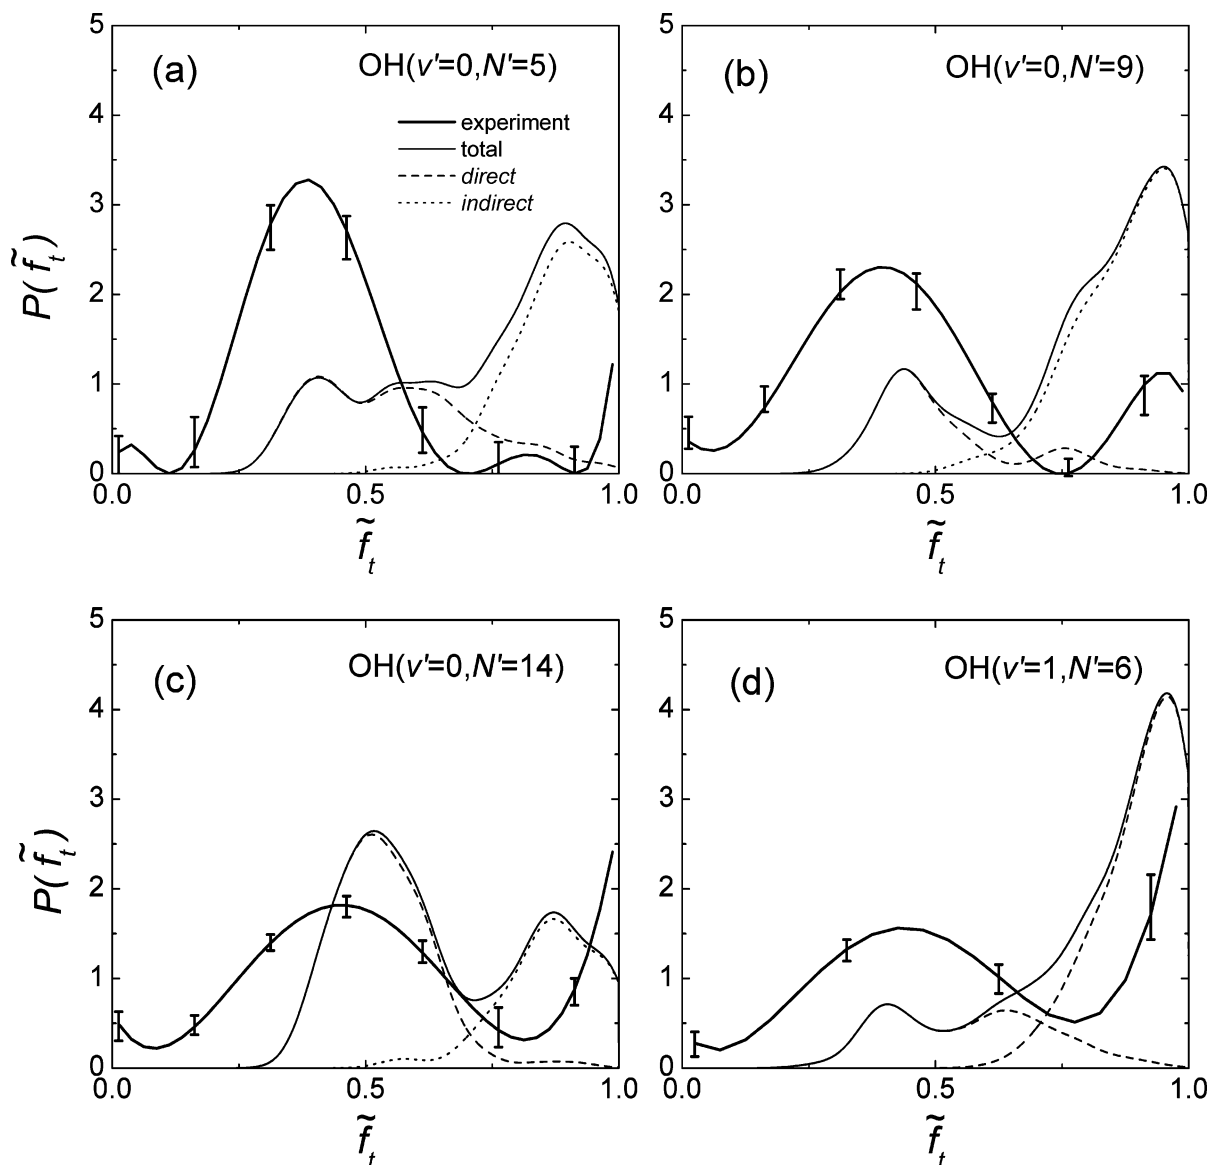 5
(a)
OH(v'=0,N'=5)
4
experiment
total
direct
indirect
3
P(f̃t)
2
1
0
0.0
0.5
1.0
f̃t
(b)
OH(v'=0,N'=9)
5
4
3
2
1
0
0.0
0.5
1.0
f̃t
5
(c)
OH(v'=0,N'=14)
4
3
P(f̃t)
2
1
0
0.0
0.5
1.0
f̃t
5
(d)
OH(v'=1,N'=6)
4
3
2
1
0
0.0
0.5
1.0
f̃t